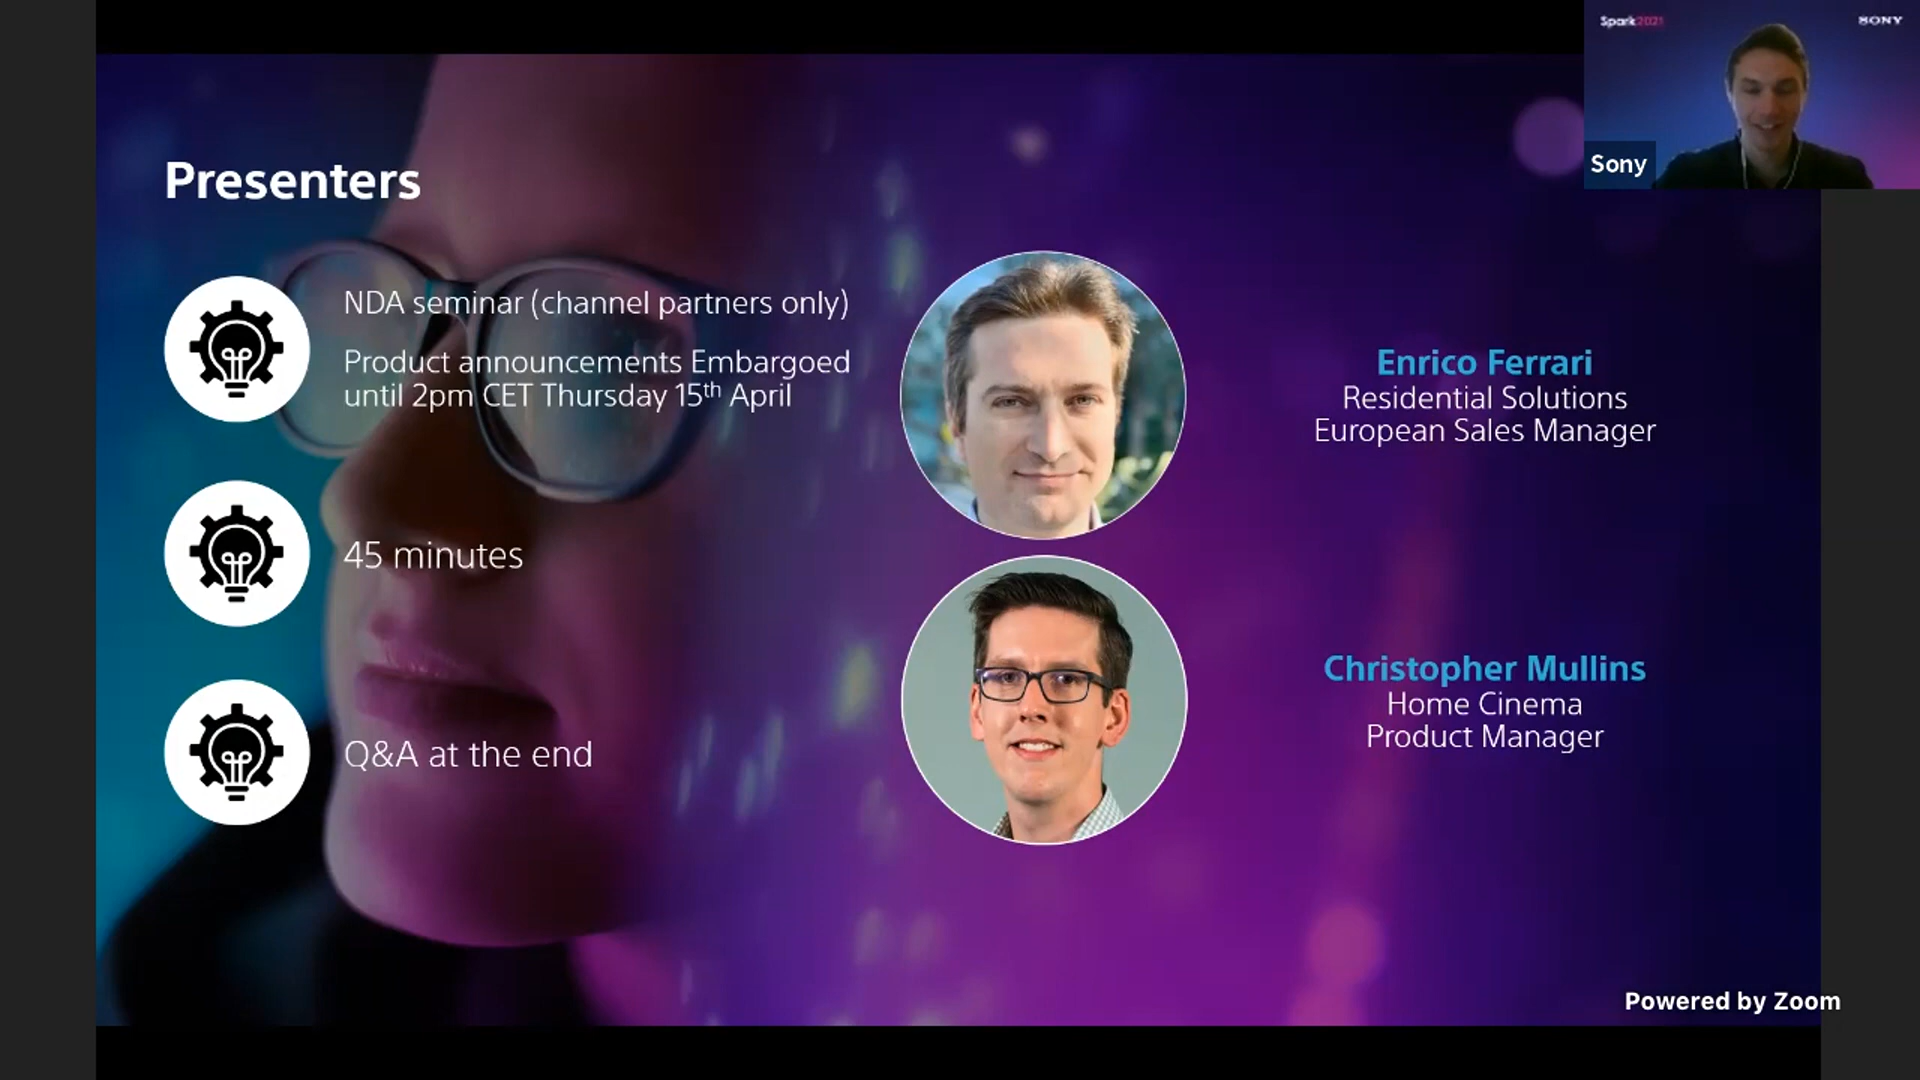 Spark2021
SONY
Sony
Presenters
NDA seminar (channel partners only)
Product announcements Embargoed
until 2pm CET Thursday 15th April
45 minutes
Q&A at the end
Enrico Ferrari
Residential Solutions
European Sales Manager
Christopher Mullins
Home Cinema
Product Manager
Powered by Zoom